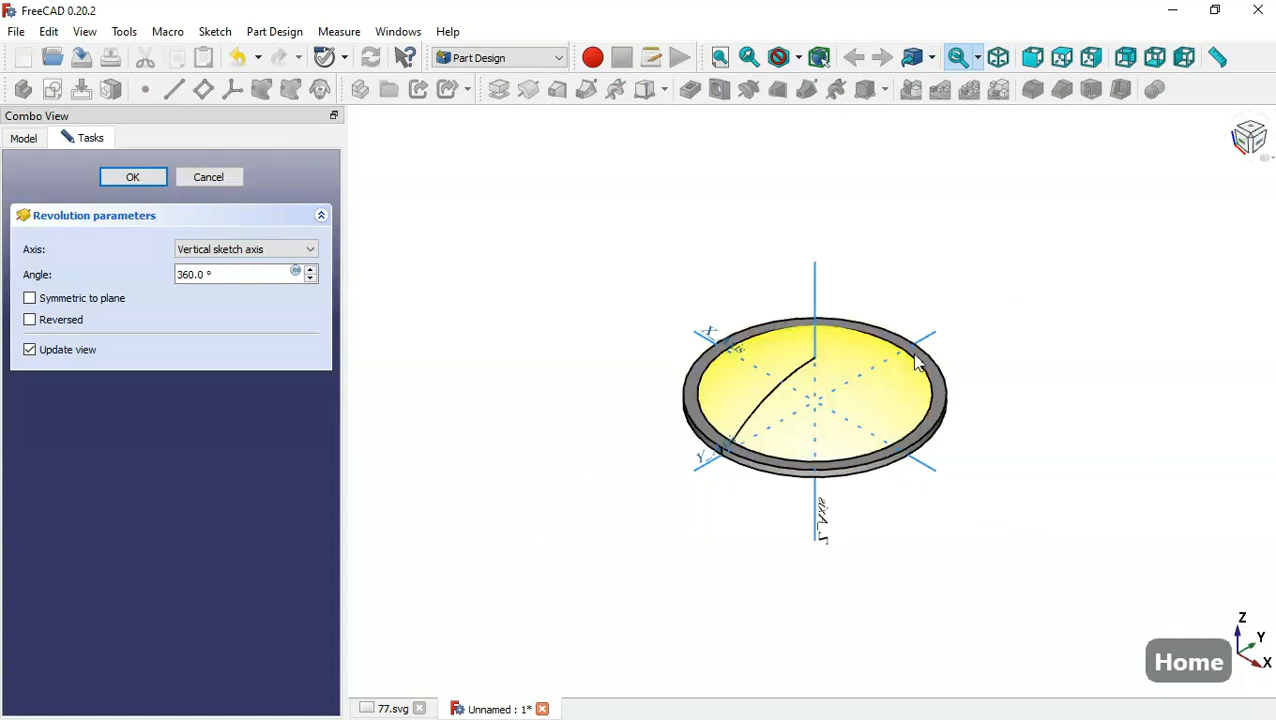 FreeCAD 0.20.2
File Edit View Tools Macro Sketch Part Design Measure Windows Help
Part Design
Combo View
Model Tasks
OK Cancel
Revolution parameters
Axis: Vertical sketch axis
Angle: 360.0 °
Symmetric to plane
Reversed
Update view
Z_Axis
Z
Y
X
Home
77.svg Unnamed : 1*